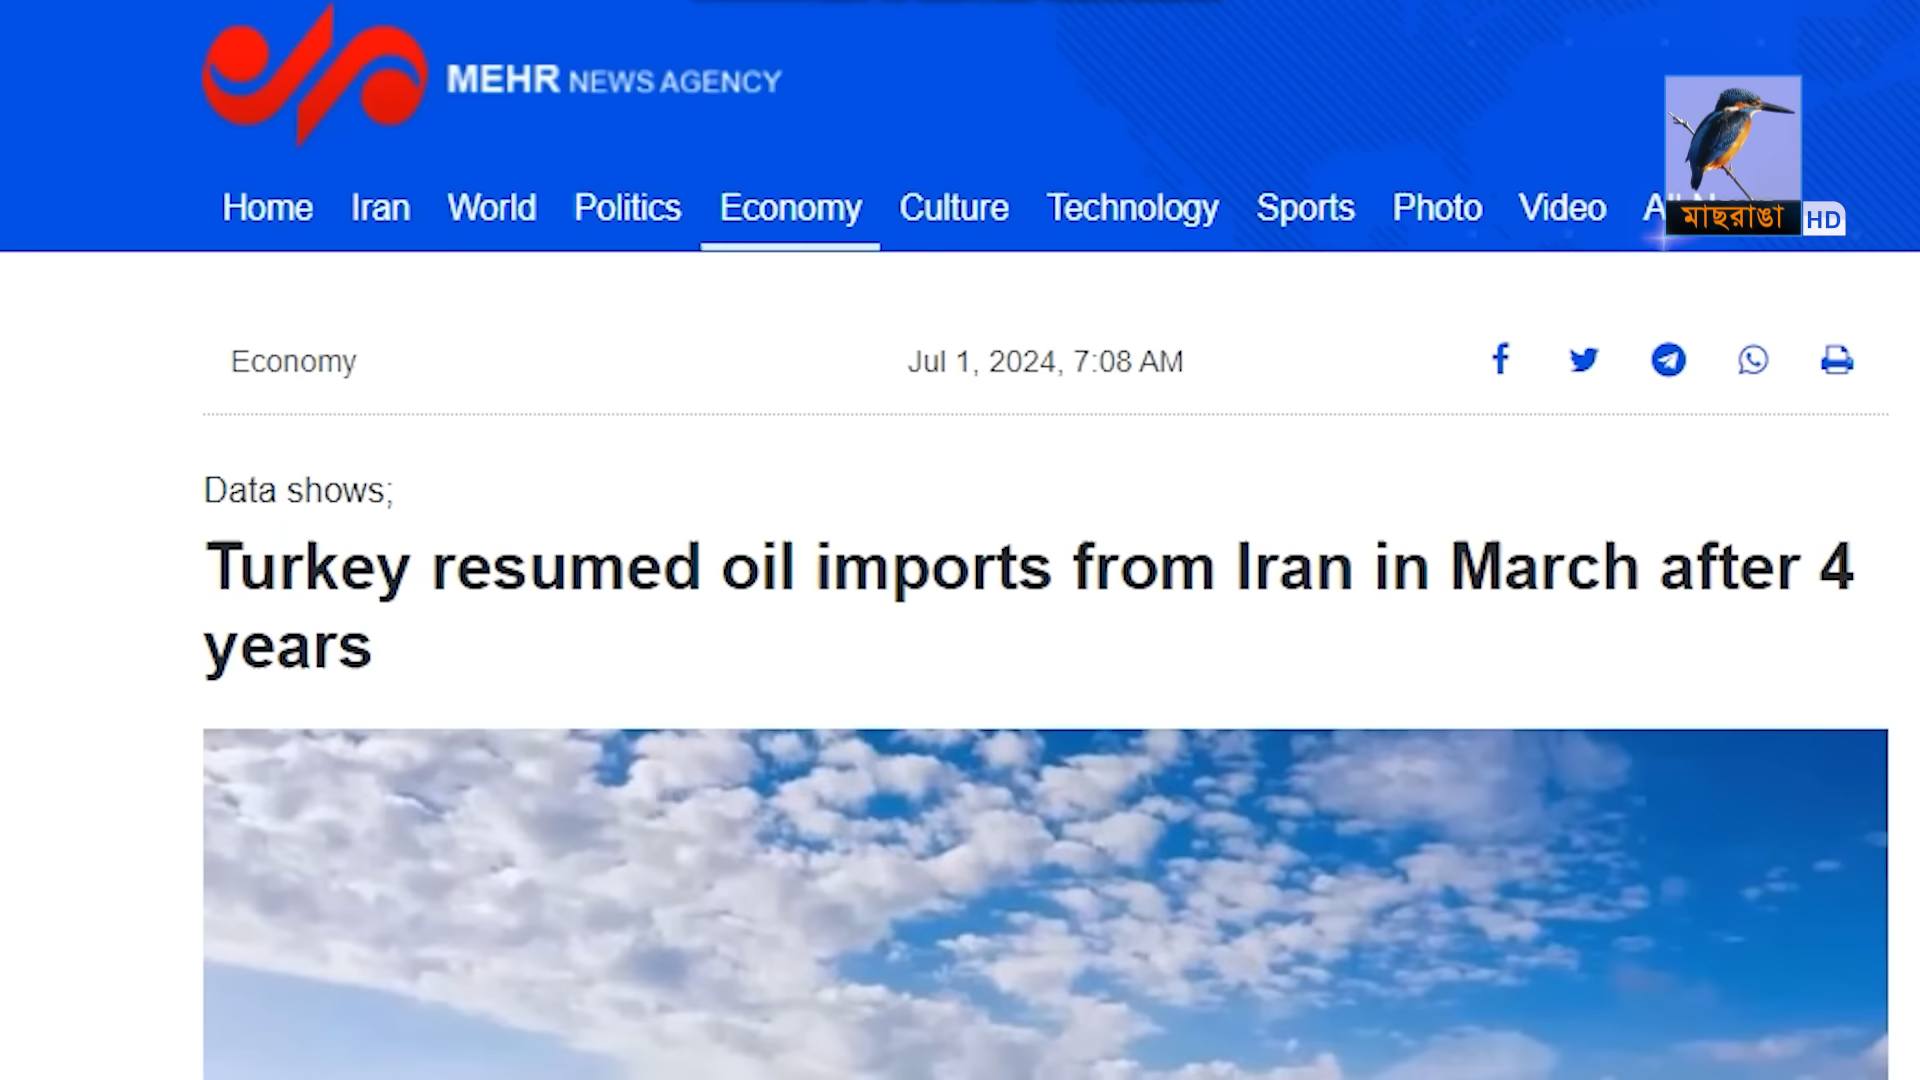 MEHR NEWS AGENCY
Home Iran World Politics Economy Culture Technology Sports Photo Video
মাছরাঙা HD
Economy Jul 1, 2024, 7:08 AM
Data shows;
Turkey resumed oil imports from Iran in March after 4
years